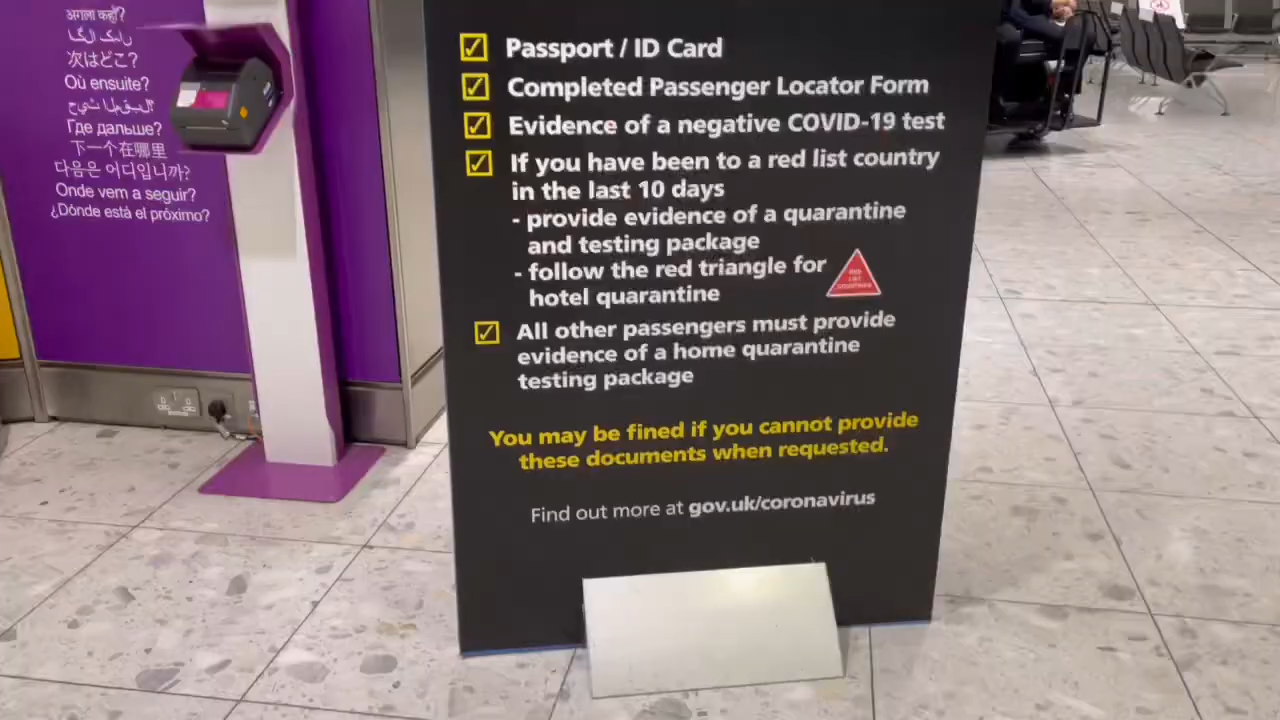 अगला कहाँ?
次はどこ?
Où ensuite?
Где дальше?
下一个在哪里
다음은 어디입니까?
Onde vem a seguir?
¿Dónde está el próximo?
Passport / ID Card
Completed Passenger Locator Form
Evidence of a negative COVID-19 test
If you have been to a red list country
in the last 10 days
- provide evidence of a quarantine
and testing package
- follow the red triangle for
hotel quarantine
RED
LIST
COUNTRIES
All other passengers must provide
evidence of a home quarantine
testing package
You may be fined if you cannot provide
these documents when requested.
Find out more at gov.uk/coronavirus